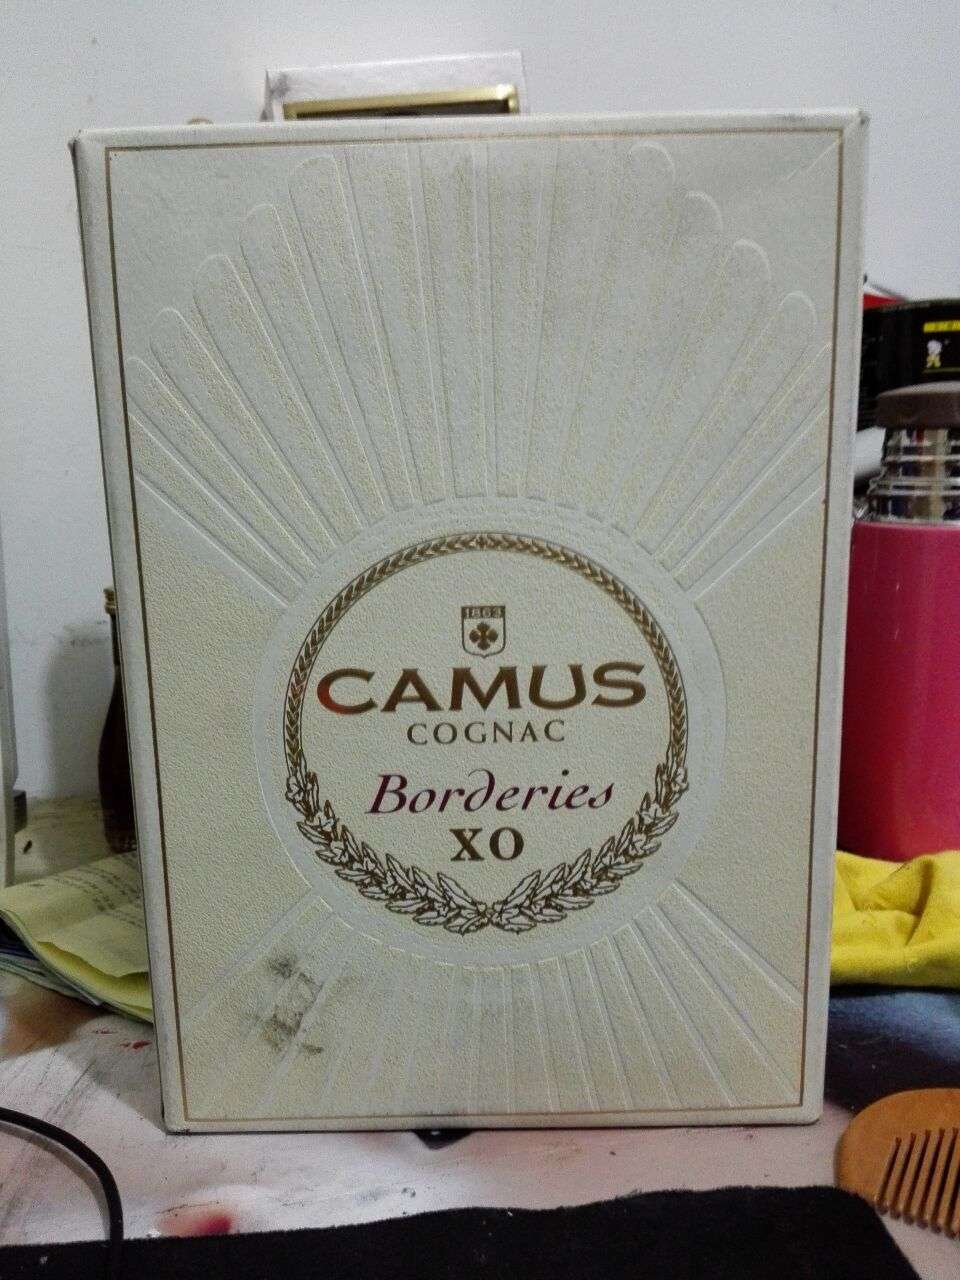 1863
CAMUS
COGNAC
Borderies
XO